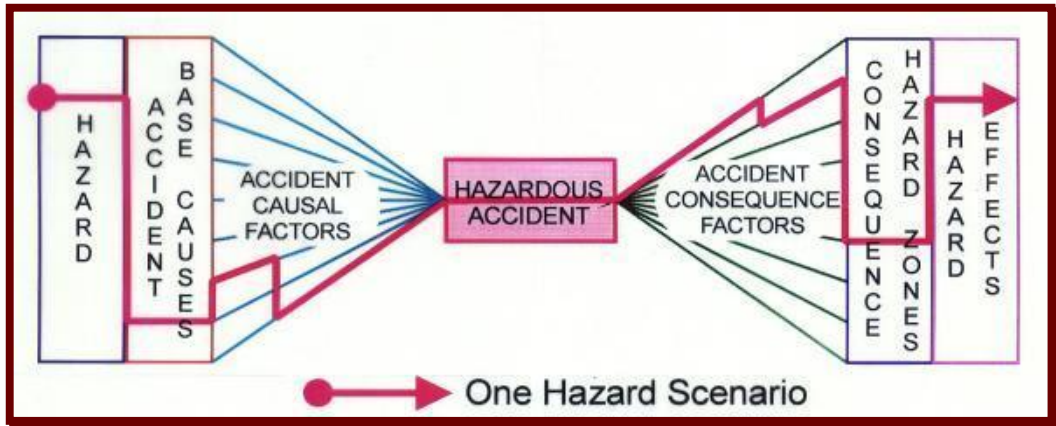 HAZARD
ACCIDENT
BASE CAUSES
ACCIDENT
CAUSAL
FACTORS
HAZARDOUS
ACCIDENT
ACCIDENT
CONSEQUENCE
FACTORS
CONSEQUENCE
HAZARD ZONES
HAZARD
EFFECTS
One Hazard Scenario